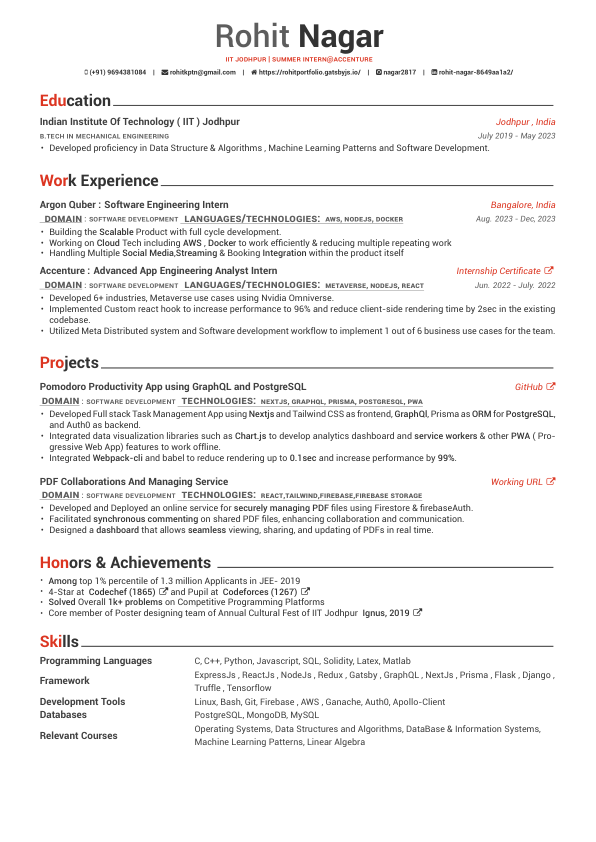 Rohit Nagar
IIT JODHPUR | SUMMER INTERN@ACCENTURE
(+91) 9694381084 | rohitkptn@gmail.com | https://rohitportfolio.gatsbyjs.io/ | nagar2817 | rohit-nagar-8649aa1a2/
Education
Indian Institute Of Technology ( IIT ) Jodhpur Jodhpur , India
B.TECH IN MECHANICAL ENGINEERING July 2019 - May 2023
• Developed proficiency in Data Structure & Algorithms , Machine Learning Patterns and Software Development.
Work Experience
Argon Quber : Software Engineering Intern Bangalore, India
DOMAIN : SOFTWARE DEVELOPMENT LANGUAGES/TECHNOLOGIES: AWS, NODEJS, DOCKER Aug. 2023 - Dec, 2023
• Building the Scalable Product with full cycle development.
• Working on Cloud Tech including AWS , Docker to work efficiently & reducing multiple repeating work
• Handling Multiple Social Media,Streaming & Booking Integration within the product itself
Accenture : Advanced App Engineering Analyst Intern Internship Certificate
DOMAIN : SOFTWARE DEVELOPMENT LANGUAGES/TECHNOLOGIES: METAVERSE, NODEJS, REACT Jun. 2022 - July. 2022
• Developed 6+ industries, Metaverse use cases using Nvidia Omniverse.
• Implemented Custom react hook to increase performance to 96% and reduce client-side rendering time by 2sec in the existing
codebase.
• Utilized Meta Distributed system and Software development workflow to implement 1 out of 6 business use cases for the team.
Projects
Pomodoro Productivity App using GraphQL and PostgreSQL GitHub
DOMAIN : SOFTWARE DEVELOPMENT TECHNOLOGIES: NEXTJS, GRAPHQL, PRISMA, POSTGRESQL, PWA
• Developed Full stack Task Management App using Nextjs and Tailwind CSS as frontend, GraphQl, Prisma as ORM for PostgreSQL,
and Auth0 as backend.
• Integrated data visualization libraries such as Chart.js to develop analytics dashboard and service workers & other PWA ( Pro-
gressive Web App) features to work offline.
• Integrated Webpack-cli and babel to reduce rendering up to 0.1sec and increase performance by 99%.
PDF Collaborations And Managing Service Working URL
DOMAIN : SOFTWARE DEVELOPMENT TECHNOLOGIES: REACT,TAILWIND,FIREBASE,FIREBASE STORAGE
• Developed and Deployed an online service for securely managing PDF files using Firestore & firebaseAuth.
• Facilitated synchronous commenting on shared PDF files, enhancing collaboration and communication.
• Designed a dashboard that allows seamless viewing, sharing, and updating of PDFs in real time.
Honors & Achievements
• Among top 1% percentile of 1.3 million Applicants in JEE- 2019
• 4-Star at Codechef (1865) and Pupil at Codeforces (1267)
• Solved Overall 1k+ problems on Competitive Programming Platforms
• Core member of Poster designing team of Annual Cultural Fest of IIT Jodhpur Ignus, 2019
Skills
Programming Languages C, C++, Python, Javascript, SQL, Solidity, Latex, Matlab
Framework ExpressJs , ReactJs , NodeJs , Redux , Gatsby , GraphQL , NextJs , Prisma , Flask , Django ,
Truffle , Tensorflow
Development Tools Linux, Bash, Git, Firebase , AWS , Ganache, Auth0, Apollo-Client
Databases PostgreSQL, MongoDB, MySQL
Relevant Courses Operating Systems, Data Structures and Algorithms, DataBase & Information Systems,
Machine Learning Patterns, Linear Algebra